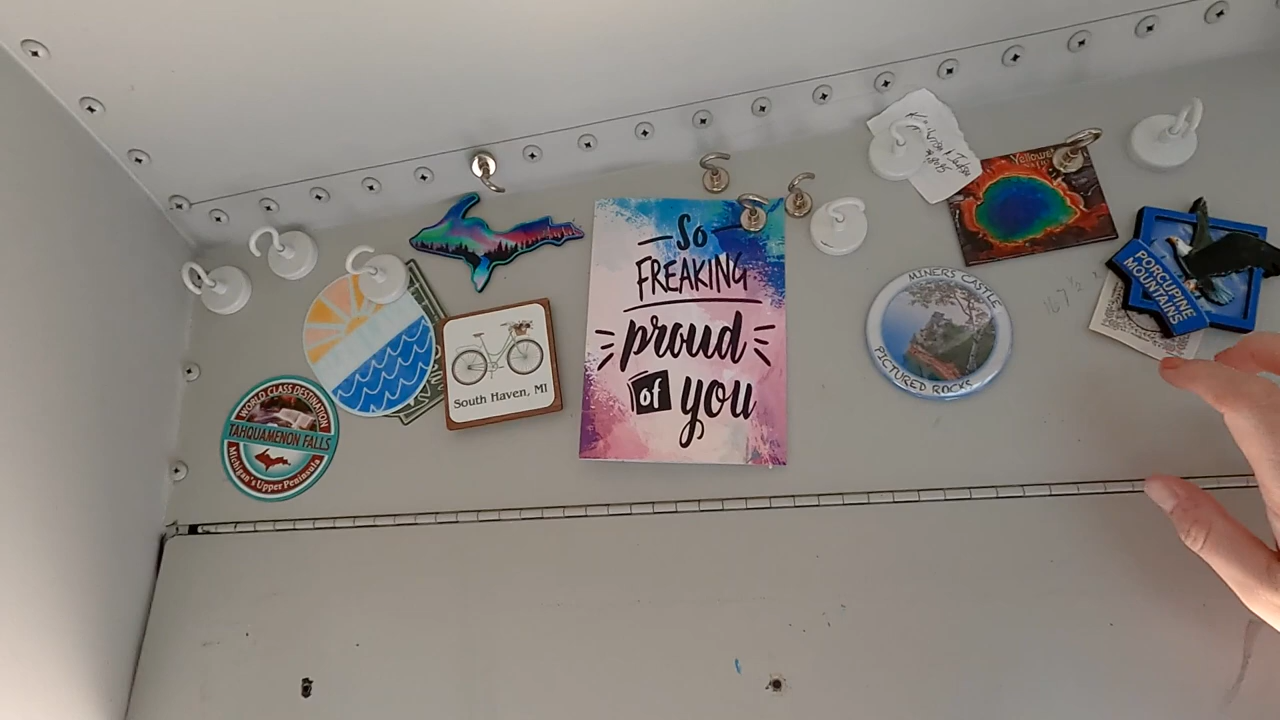 WORLD CLASS DESTINATION
TAHQUAMENON FALLS
Michigan's Upper Peninsula
South Haven, MI
So
FREAKING
proud
of you
MINERS CASTLE
PICTURED ROCKS
PORCUPINE
MOUNTAINS